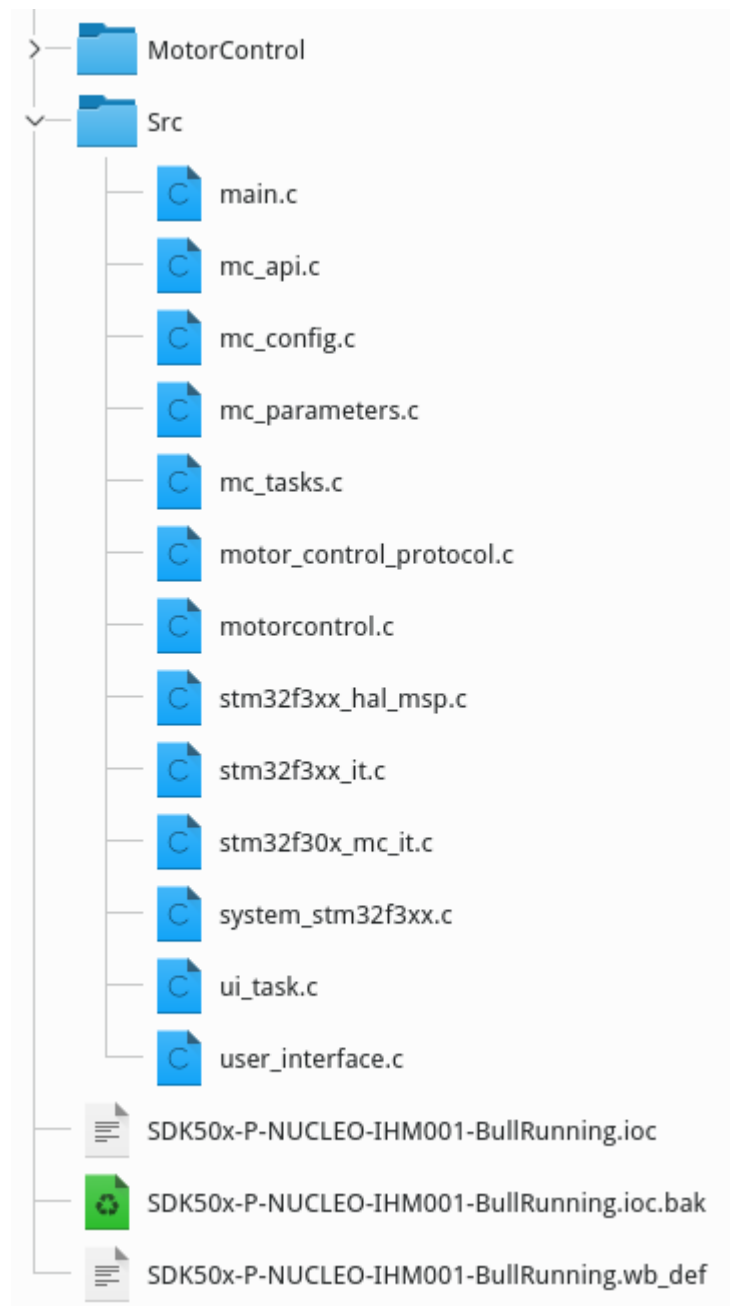 MotorControl
Src
main.c
mc_api.c
mc_config.c
mc_parameters.c
mc_tasks.c
motor_control_protocol.c
motorcontrol.c
stm32f3xx_hal_msp.c
stm32f3xx_it.c
stm32f30x_mc_it.c
system_stm32f3xx.c
ui_task.c
user_interface.c
SDK50x-P-NUCLEO-IHM001-BullRunning.ioc
SDK50x-P-NUCLEO-IHM001-BullRunning.ioc.bak
SDK50x-P-NUCLEO-IHM001-BullRunning.wb_def